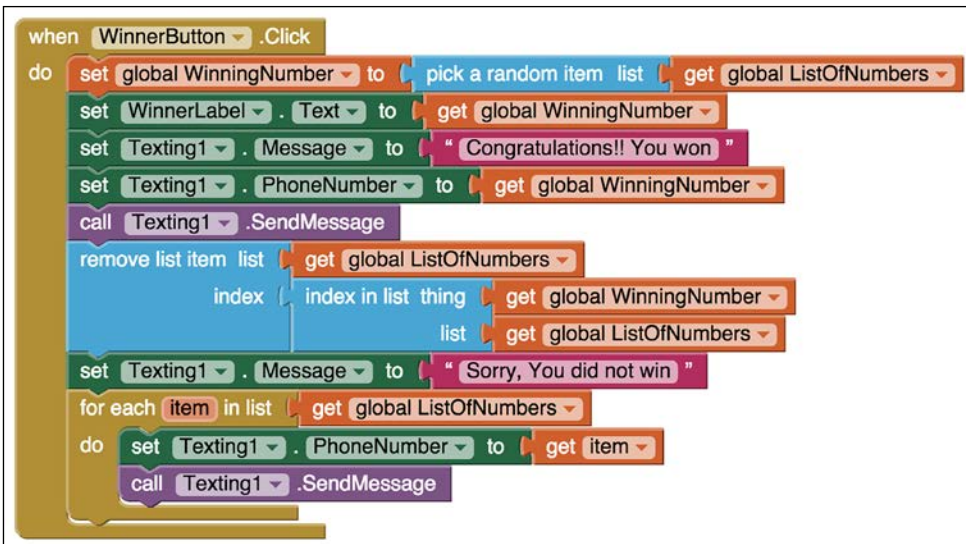 when WinnerButton .Click
do set global WinningNumber to pick a random item list get global ListOfNumbers
set WinnerLabel . Text to get global WinningNumber
set Texting1 . Message to " Congratulations!! You won "
set Texting1 . PhoneNumber to get global WinningNumber
call Texting1 .SendMessage
remove list item list get global ListOfNumbers
index index in list thing get global WinningNumber
list get global ListOfNumbers
set Texting1 . Message to " Sorry, You did not win "
for each item in list get global ListOfNumbers
do set Texting1 . PhoneNumber to get item
call Texting1 .SendMessage